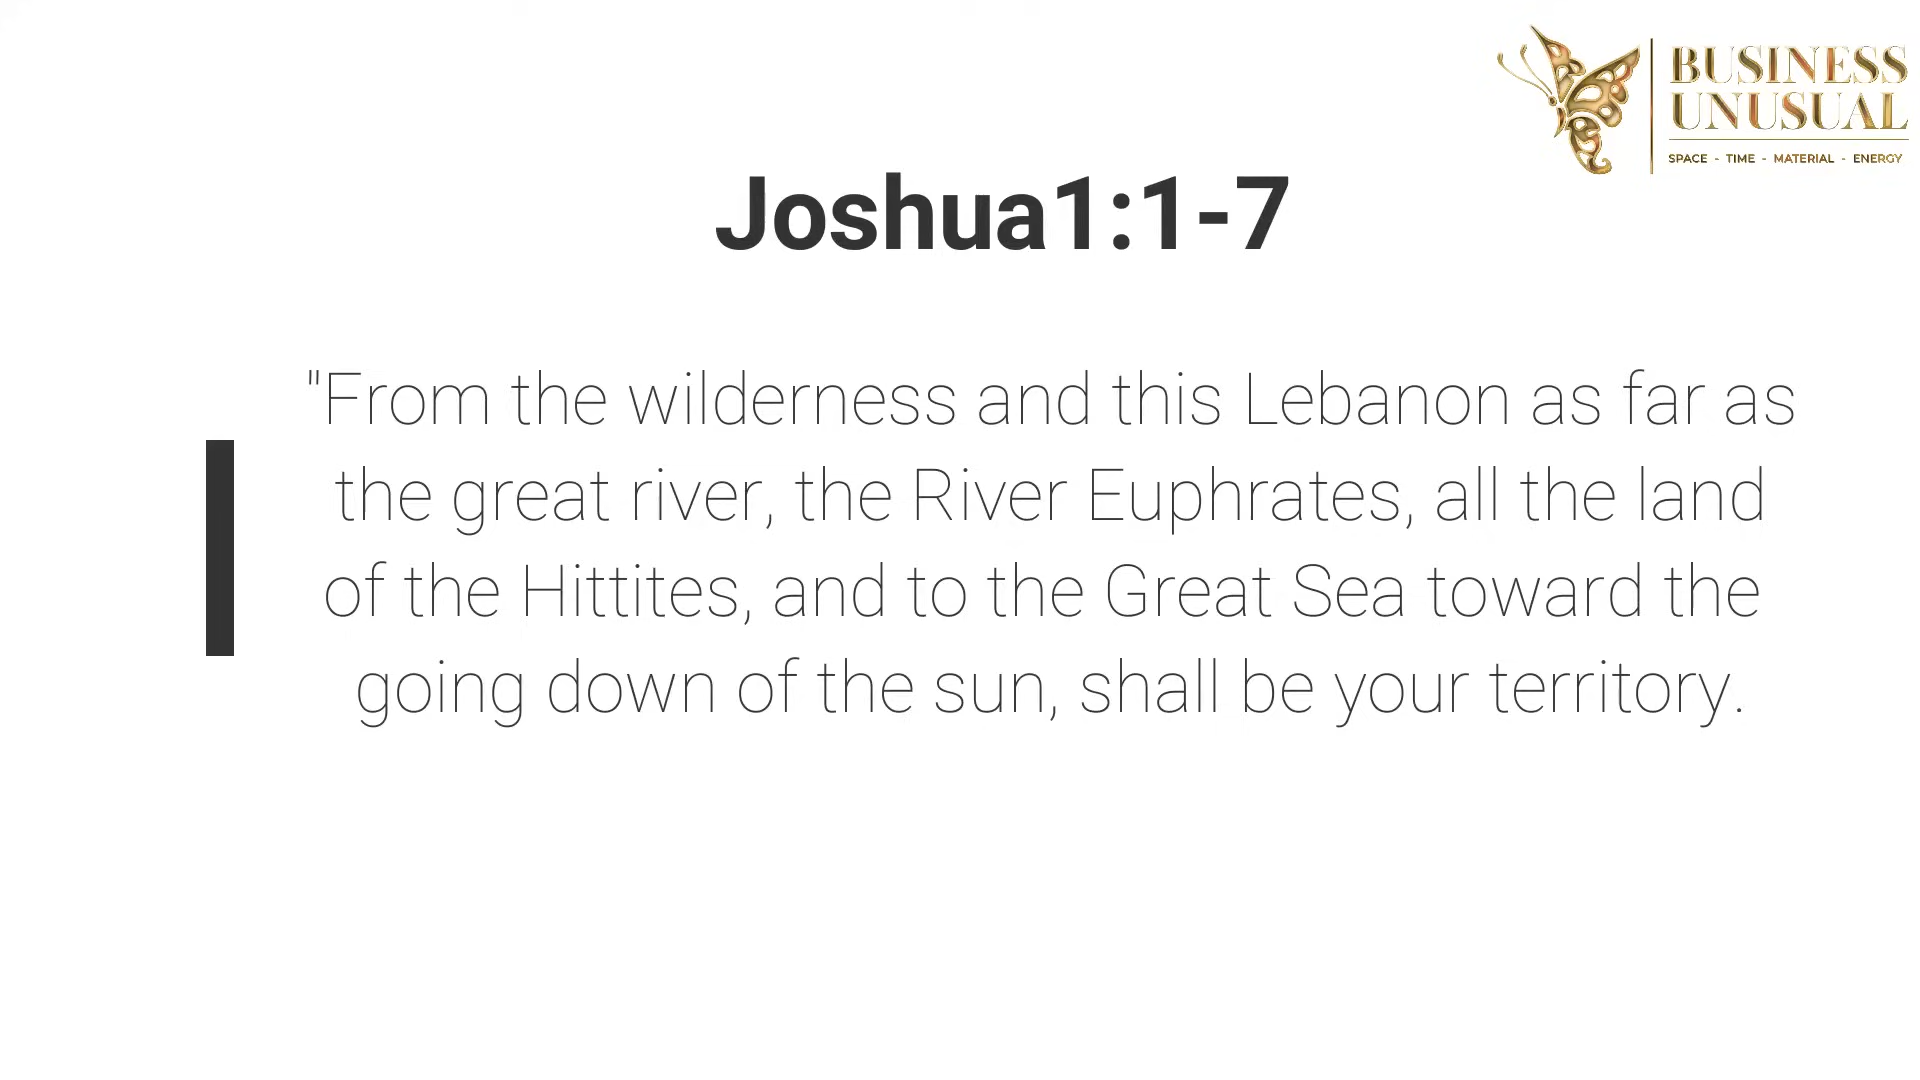 BUSINESS
UNUSUAL
SPACE - TIME - MATERIAL - ENERGY
Joshua1:1-7
"From the wilderness and this Lebanon as far as
the great river, the River Euphrates, all the land
of the Hittites, and to the Great Sea toward the
going down of the sun, shall be your territory.